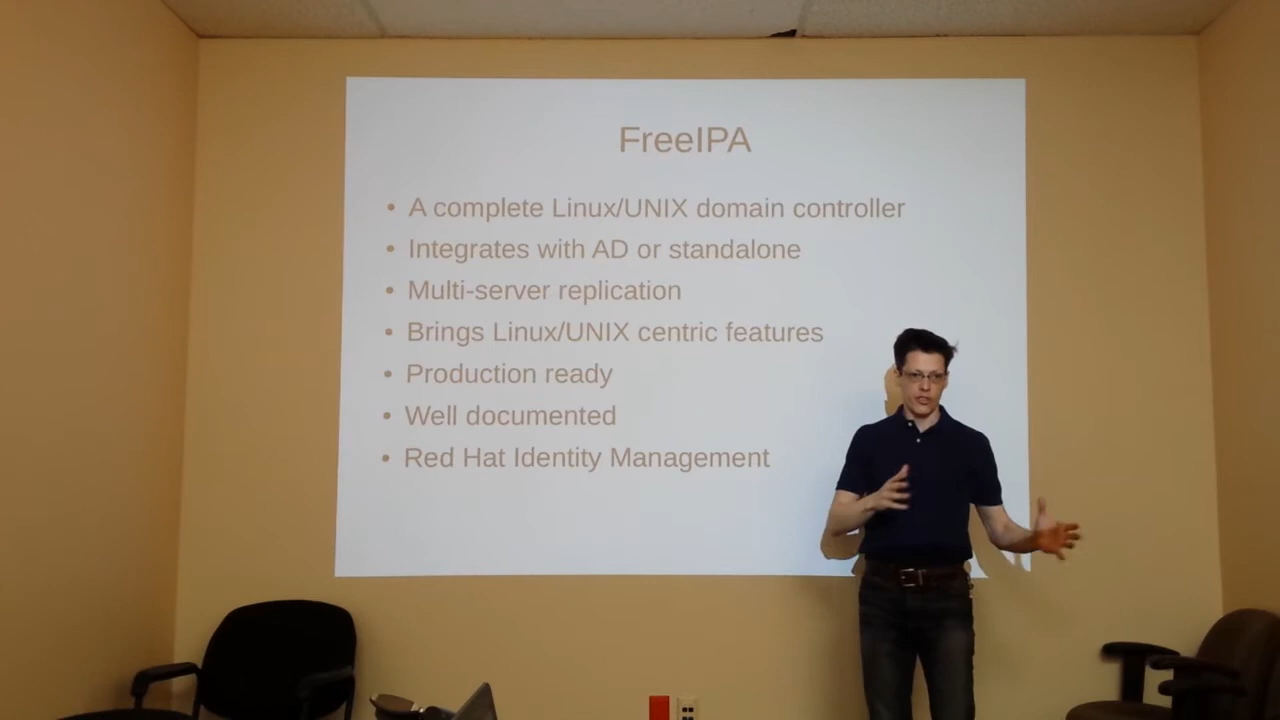 FreeIPA
• A complete Linux/UNIX domain controller
• Integrates with AD or standalone
• Multi-server replication
• Brings Linux/UNIX centric features
• Production ready
• Well documented
• Red Hat Identity Management